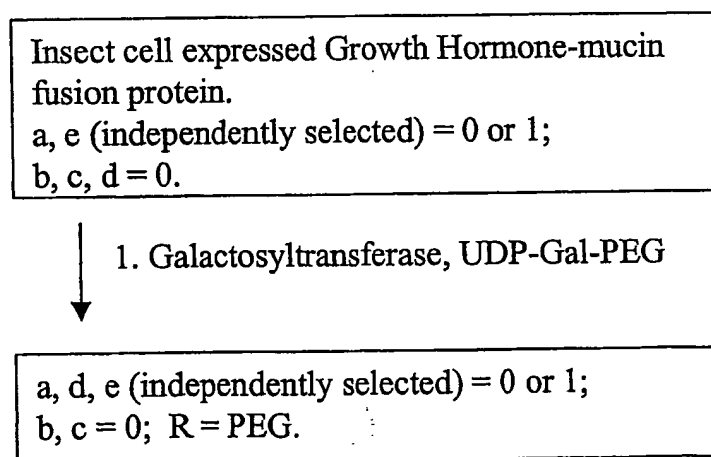 Insect cell expressed Growth Hormone-mucin
fusion protein.
a, e (independently selected) = 0 or 1;
b, c, d = 0.
1. Galactosyltransferase, UDP-Gal-PEG
a, d, e (independently selected) = 0 or 1;
b, c = 0; R = PEG.